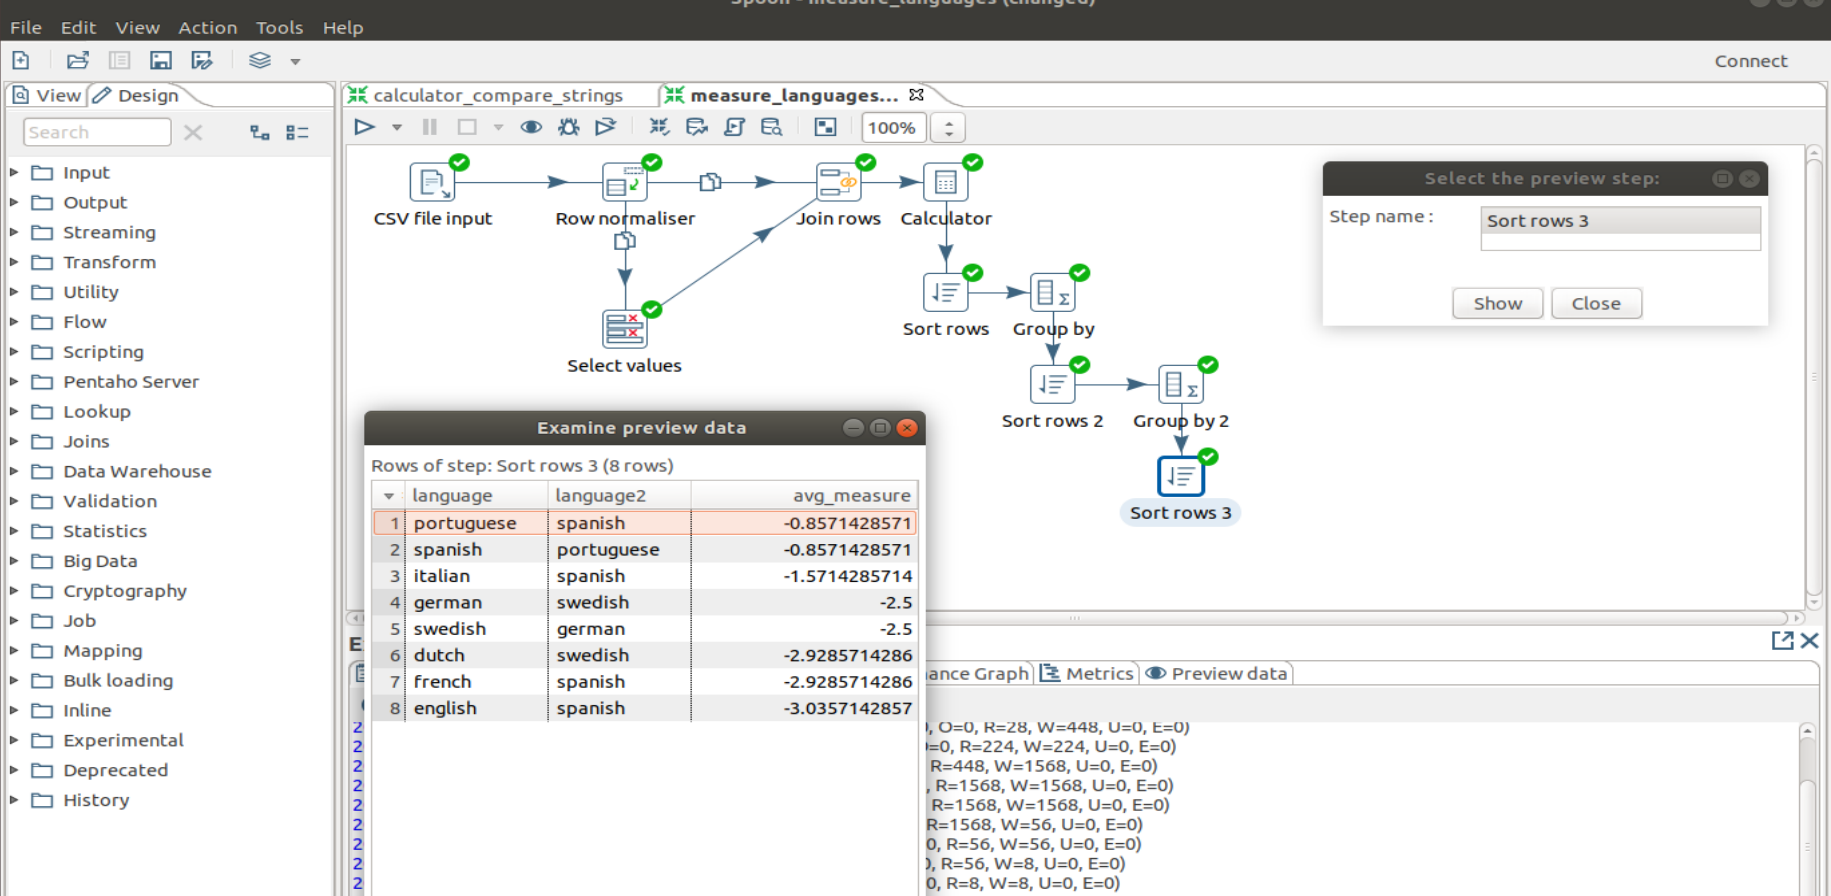 Spoon - measure_languages (changed)
File Edit View Action Tools Help
Connect
View Design
calculator_compare_strings
measure_languages...
Search
100%
Input
Output
Streaming
Transform
Utility
Flow
Scripting
Pentaho Server
Lookup
Joins
Data Warehouse
Validation
Statistics
Big Data
Cryptography
Job
Mapping
Bulk loading
Inline
Experimental
Deprecated
History
CSV file input
Row normaliser
Join rows
Calculator
Select values
Sort rows
Group by
Sort rows 2
Group by 2
Sort rows 3
Select the preview step:
Step name :
Sort rows 3
Show
Close
Examine preview data
Rows of step: Sort rows 3 (8 rows)
language language2 avg_measure
1 portuguese spanish -0.8571428571
2 spanish portuguese -0.8571428571
3 italian spanish -1.5714285714
4 german swedish -2.5
5 swedish german -2.5
6 dutch swedish -2.9285714286
7 french spanish -2.9285714286
8 english spanish -3.0357142857
ance Graph Metrics Preview data
, O=0, R=28, W=448, U=0, E=0)
=0, R=224, W=224, U=0, E=0)
R=448, W=1568, U=0, E=0)
, R=1568, W=1568, U=0, E=0)
R=1568, W=1568, U=0, E=0)
R=1568, W=56, U=0, E=0)
0, R=56, W=56, U=0, E=0)
, R=56, W=8, U=0, E=0)
0, R=8, W=8, U=0, E=0)